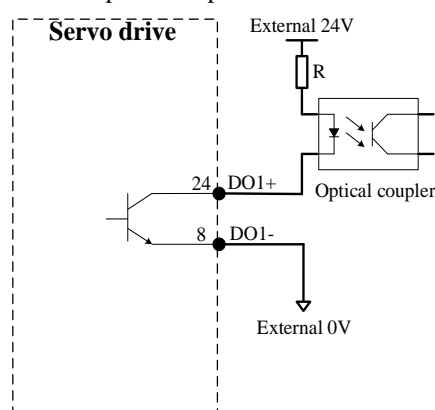 Servo drive
External 24V
R
Optical coupler
24 DO1+
8 DO1-
External 0V